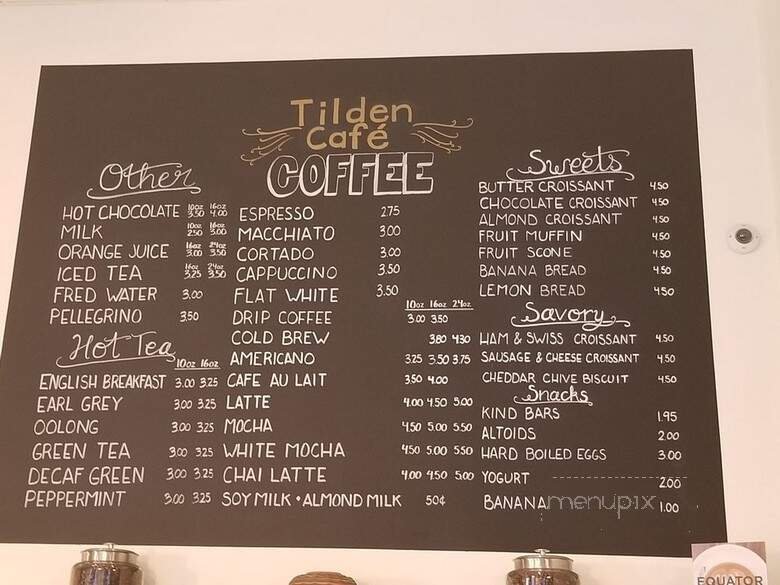 Tilden
Café
COFFEE
Other
10oz 16oz
HOT CHOCOLATE 3.50 4.00
10oz 16oz
MILK 2.50 3.00
16oz 24oz
ORANGE JUICE 3.00 3.50
16oz 24oz
ICED TEA 3.25 3.50
FRED WATER 3.00
PELLEGRINO 3.50
Hot Tea
10oz 16oz
ENGLISH BREAKFAST 3.00 3.25
EARL GREY 3.00 3.25
OOLONG 3.00 3.25
GREEN TEA 3.00 3.25
DECAF GREEN 3.00 3.25
PEPPERMINT 3.00 3.25
ESPRESSO 2.75
MACCHIATO 3.00
CORTADO 3.00
CAPPUCCINO 3.50
FLAT WHITE 3.50
10oz 16oz 24oz
DRIP COFFEE 3.00 3.50
COLD BREW 3.80 4.30
AMERICANO 3.25 3.50 3.75
CAFE AU LAIT 3.50 4.00
LATTE 4.00 4.50 5.00
MOCHA 4.50 5.00 5.50
WHITE MOCHA 4.50 5.00 5.50
CHAI LATTE 4.00 4.50 5.00
SOY MILK • ALMOND MILK 50¢
Sweets
BUTTER CROISSANT 4.50
CHOCOLATE CROISSANT 4.50
ALMOND CROISSANT 4.50
FRUIT MUFFIN 4.50
FRUIT SCONE 4.50
BANANA BREAD 4.50
LEMON BREAD 4.50
Savory
HAM & SWISS CROISSANT 4.50
SAUSAGE & CHEESE CROISSANT 4.50
CHEDDAR CHIVE BISCUIT 4.50
Snacks
KIND BARS 1.95
ALTOIDS 2.00
HARD BOILED EGGS 3.00
YOGURT 2.00
BANANA 1.00
menupix
EQUATOR